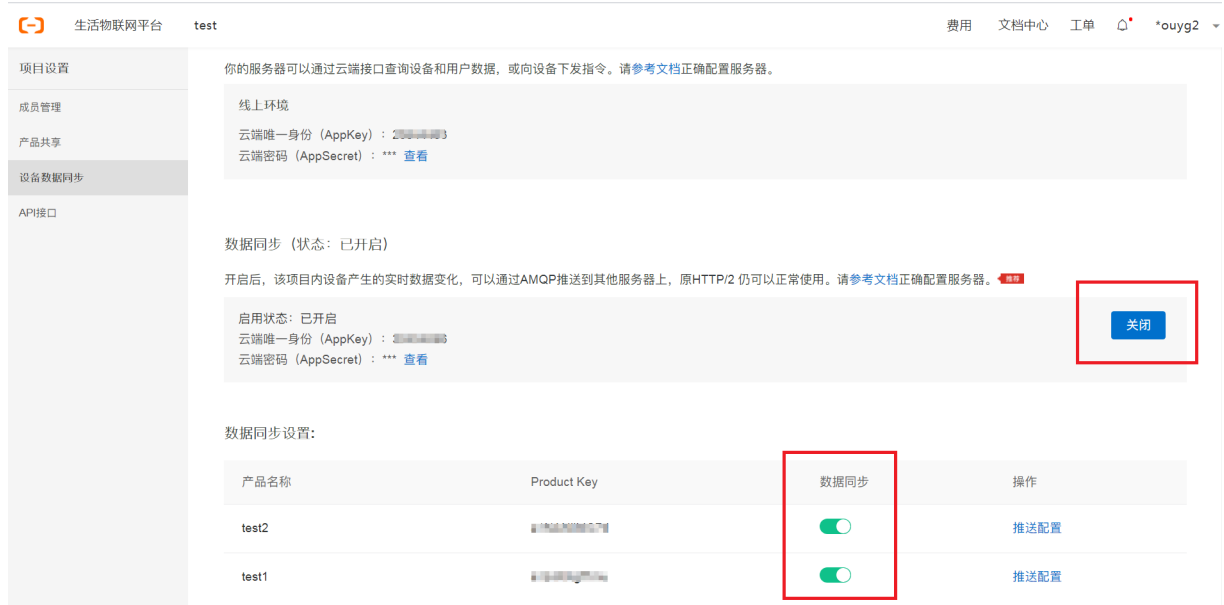 生活物联网平台 test 费用 文档中心 工单 *ouyg2
项目设置
成员管理
产品共享
设备数据同步
API接口
你的服务器可以通过云端接口查询设备和用户数据，或向设备下发指令。请参考文档正确配置服务器。
线上环境
云端唯一身份（AppKey）：
云端密码（AppSecret）：*** 查看
数据同步（状态：已开启）
开启后，该项目内设备产生的实时数据变化，可以通过AMQP推送到其他服务器上，原HTTP/2 仍可以正常使用。请参考文档正确配置服务器。 推荐
启用状态：已开启
云端唯一身份（AppKey）：
云端密码（AppSecret）：*** 查看
关闭
数据同步设置：
产品名称 Product Key 数据同步 操作
test2 推送配置
test1 推送配置